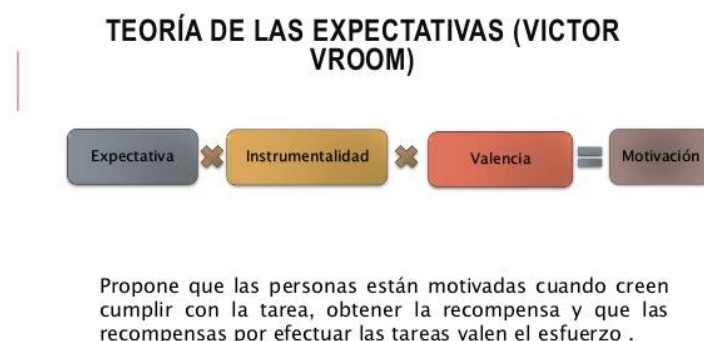 TEORÍA DE LAS EXPECTATIVAS (VICTOR
VROOM)
Expectativa
Instrumentalidad
Valencia
Motivación
Propone que las personas están motivadas cuando creen
cumplir con la tarea, obtener la recompensa y que las
recompensas por efectuar las tareas valen el esfuerzo .